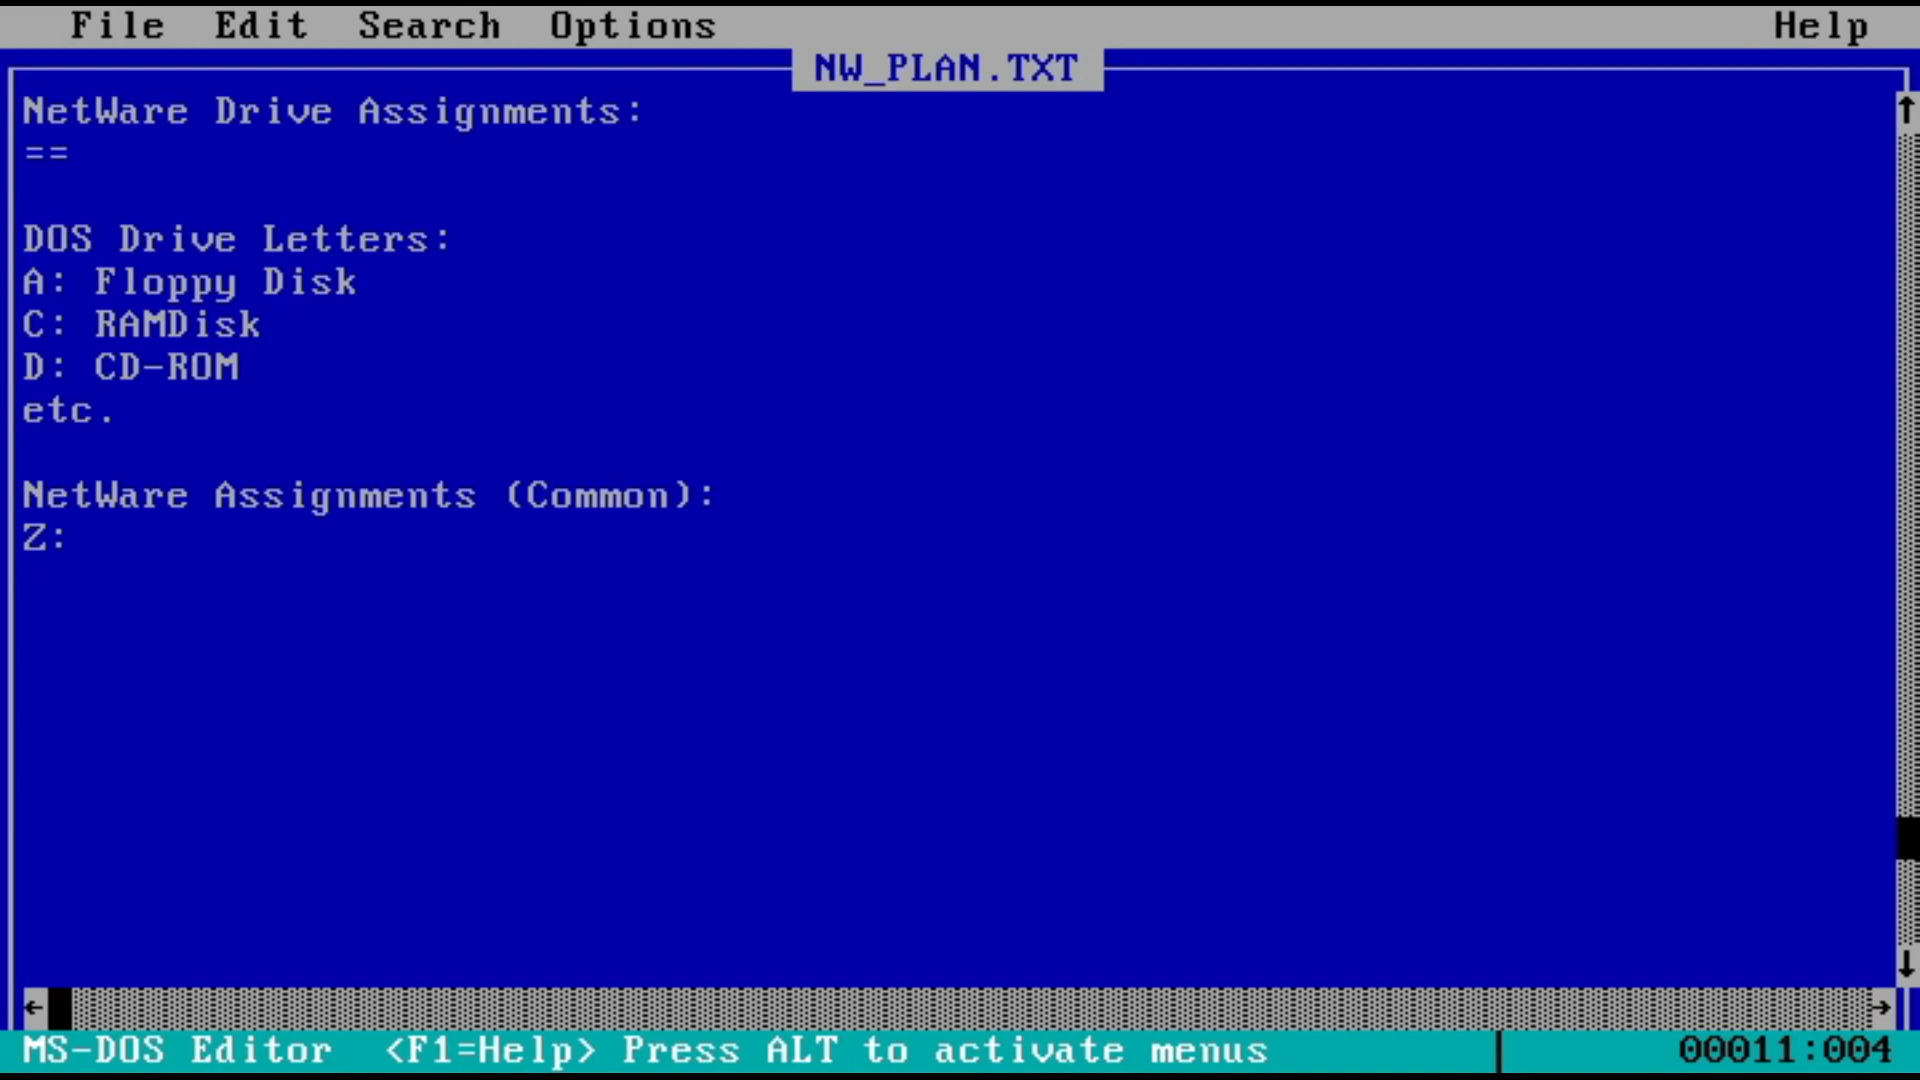 File Edit Search Options Help
NW_PLAN.TXT
NetWare Drive Assignments:
==
DOS Drive Letters:
A: Floppy Disk
C: RAMDisk
D: CD-ROM
etc.
NetWare Assignments (Common):
Z:
MS-DOS Editor <F1=Help> Press ALT to activate menus 00011:004